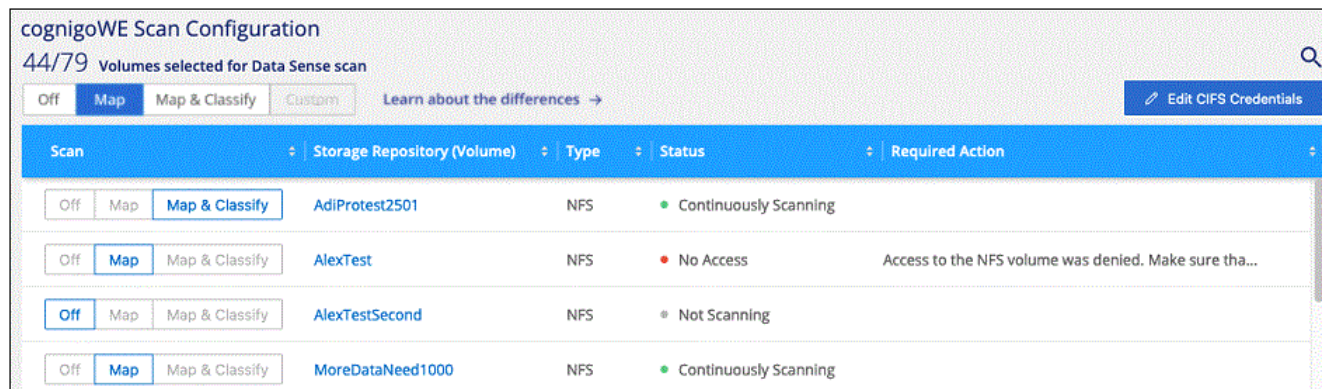 cognigoWE Scan Configuration
44/79 Volumes selected for Data Sense scan
Off Map Map & Classify Custom Learn about the differences → Edit CIFS Credentials
Scan Storage Repository (Volume) Type Status Required Action
Off Map Map & Classify AdiProtest2501 NFS Continuously Scanning
Off Map Map & Classify AlexTest NFS No Access Access to the NFS volume was denied. Make sure tha...
Off Map Map & Classify AlexTestSecond NFS Not Scanning
Off Map Map & Classify MoreDataNeed1000 NFS Continuously Scanning